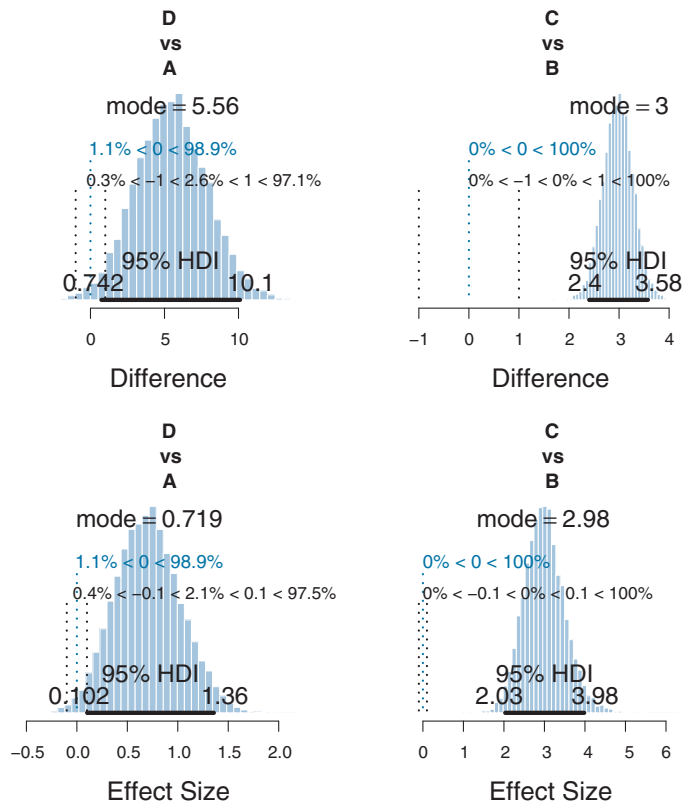 D
vs
A
mode = 5.56
1.1% < 0 < 98.9%
0.3% < −1 < 2.6% < 1 < 97.1%
95% HDI
0.742 10.1
0 5 10
Difference
C
vs
B
mode = 3
0% < 0 < 100%
0% < −1 < 0% < 1 < 100%
95% HDI
2.4 3.58
−1 0 1 2 3 4
Difference
D
vs
A
mode = 0.719
1.1% < 0 < 98.9%
0.4% < −0.1 < 2.1% < 0.1 < 97.5%
95% HDI
0.102 1.36
−0.5 0.0 0.5 1.0 1.5 2.0
Effect Size
C
vs
B
mode = 2.98
0% < 0 < 100%
0% < −0.1 < 0% < 0.1 < 100%
95% HDI
2.03 3.98
0 1 2 3 4 5 6
Effect Size